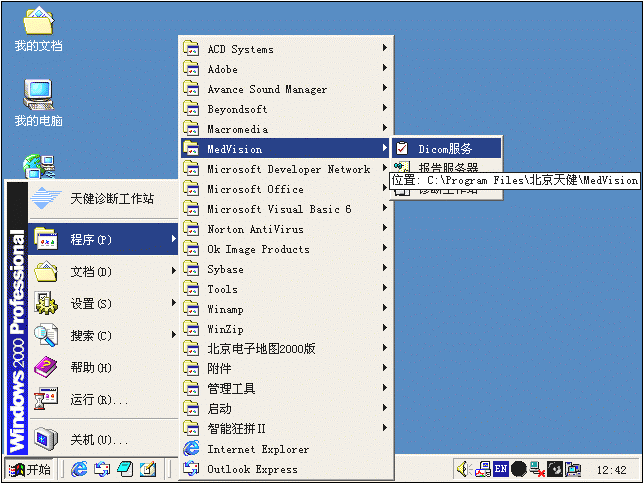 我的文档
我的电脑
天健诊断工作站
程序(P)
文档(D)
设置(S)
搜索(C)
帮助(H)
运行(R)...
关机(U)...
Windows 2000 Professional
ACD Systems
Adobe
Avance Sound Manager
Beyondsoft
Macromedia
MedVision
Microsoft Developer Network
Microsoft Office
Microsoft Visual Basic 6
Norton AntiVirus
Ok Image Products
Sybase
Tools
Winamp
WinZip
北京电子地图2000版
附件
管理工具
启动
智能狂拼II
Internet Explorer
Outlook Express
Dicom服务
报告服务器
位置: C:\Program Files\北京天健\MedVision
诊断工作站
开始
EN
12:42